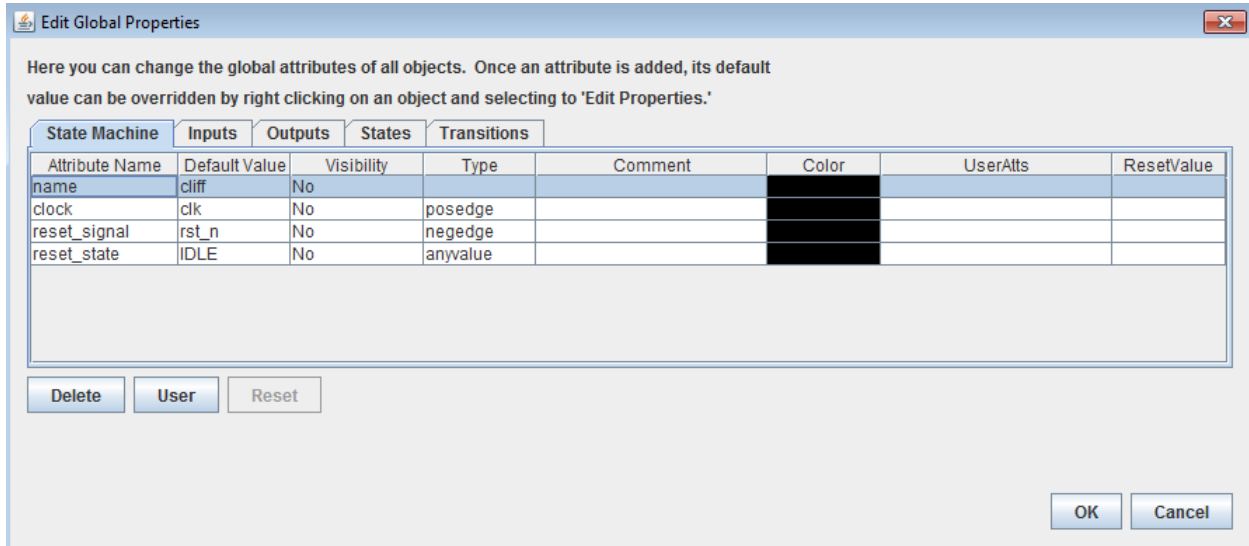 Edit Global Properties
Here you can change the global attributes of all objects.  Once an attribute is added, its default
value can be overridden by right clicking on an object and selecting to 'Edit Properties.'
State Machine Inputs Outputs States Transitions
Attribute Name Default Value Visibility Type Comment Color UserAtts ResetValue
name cliff No
clock clk No posedge
reset_signal rst_n No negedge
reset_state IDLE No anyvalue
Delete User Reset
OK Cancel